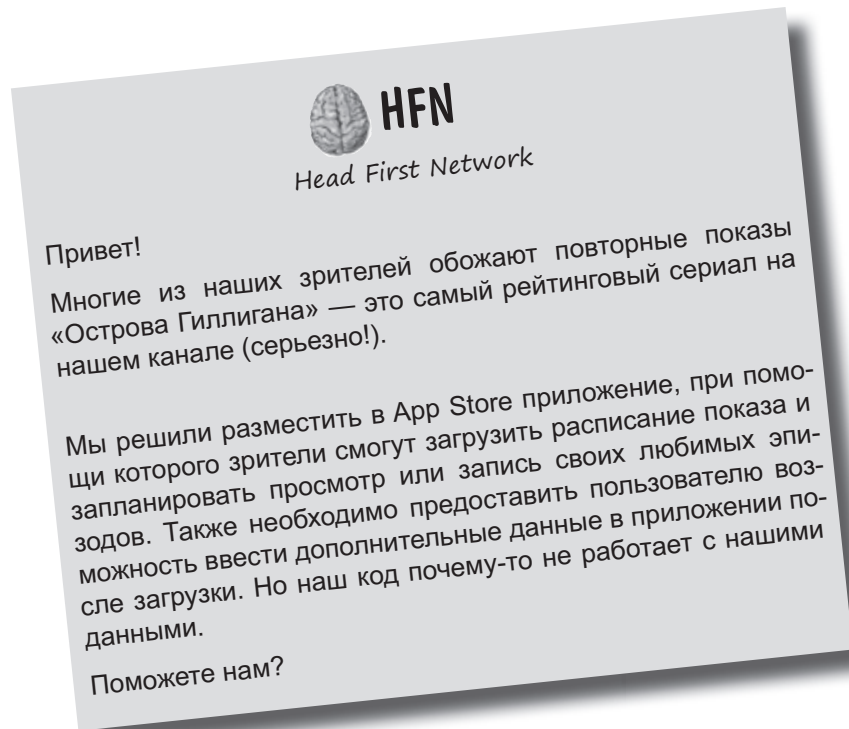 HFN
Head First Network
Привет!
Многие из наших зрителей обожают повторные показы
«Острова Гиллигана» — это самый рейтинговый сериал на
нашем канале (серьезно!).
Мы решили разместить в App Store приложение, при помо-
щи которого зрители смогут загрузить расписание показа и
запланировать просмотр или запись своих любимых эпи-
зодов. Также необходимо предоставить пользователю воз-
можность ввести дополнительные данные в приложении по-
сле загрузки. Но наш код почему-то не работает с нашими
данными.
Поможете нам?